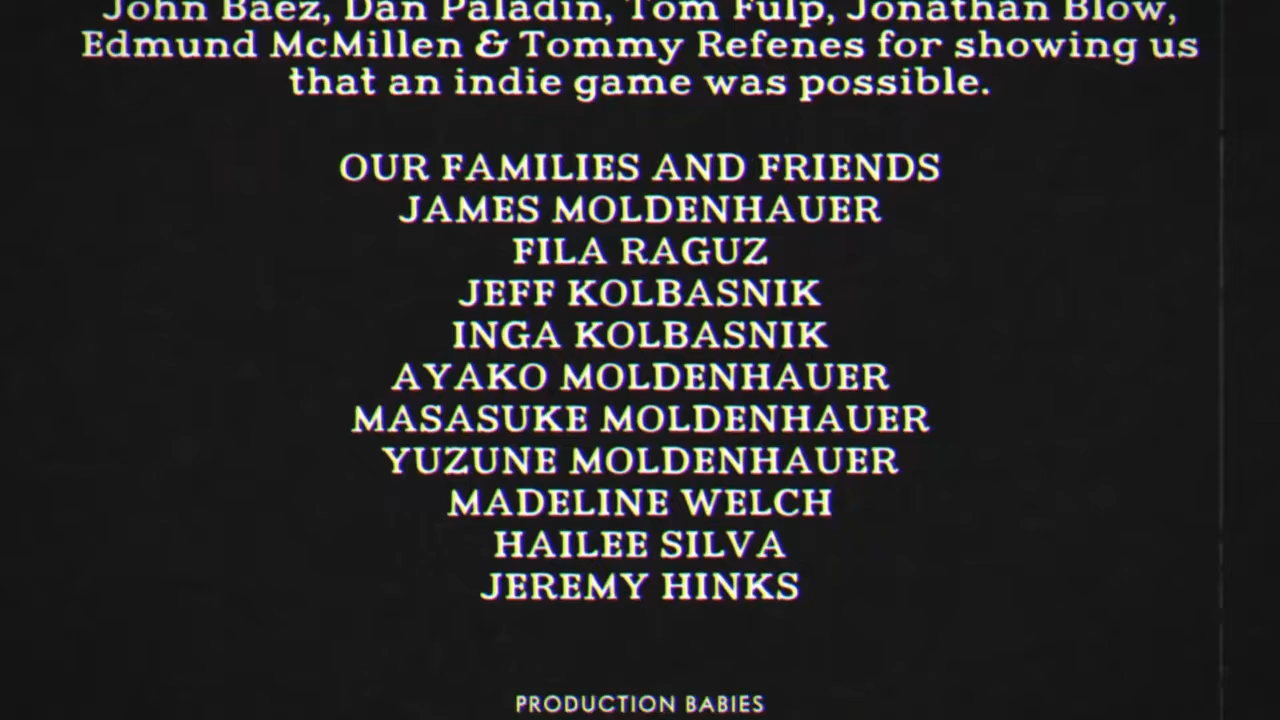 John Baez, Dan Paladin, Tom Fulp, Jonathan Blow,
Edmund McMillen & Tommy Refenes for showing us
that an indie game was possible.
OUR FAMILIES AND FRIENDS
JAMES MOLDENHAUER
FILA RAGUZ
JEFF KOLBASNIK
INGA KOLBASNIK
AYAKO MOLDENHAUER
MASASUKE MOLDENHAUER
YUZUNE MOLDENHAUER
MADELINE WELCH
HAILEE SILVA
JEREMY HINKS
PRODUCTION BABIES